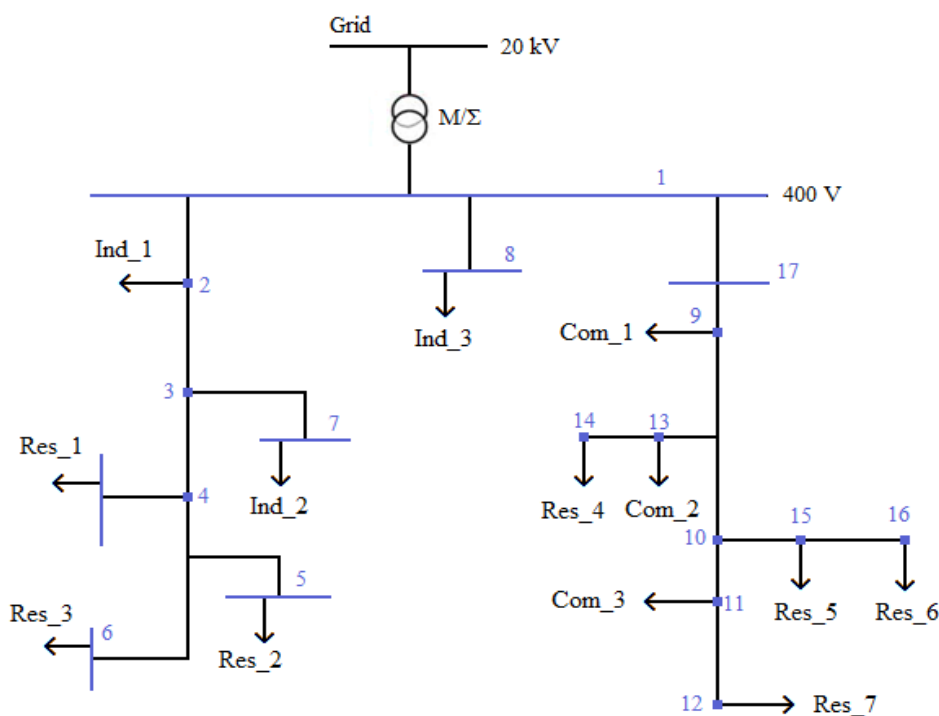 Grid
20 kV
M/Σ
1
400 V
Ind_1
2
8
17
Ind_3
Com_1
9
3
7
14
13
Res_1
4
Ind_2
Res_4
Com_2
10
15
16
5
Com_3
11
Res_5
Res_6
Res_3
6
Res_2
12
Res_7